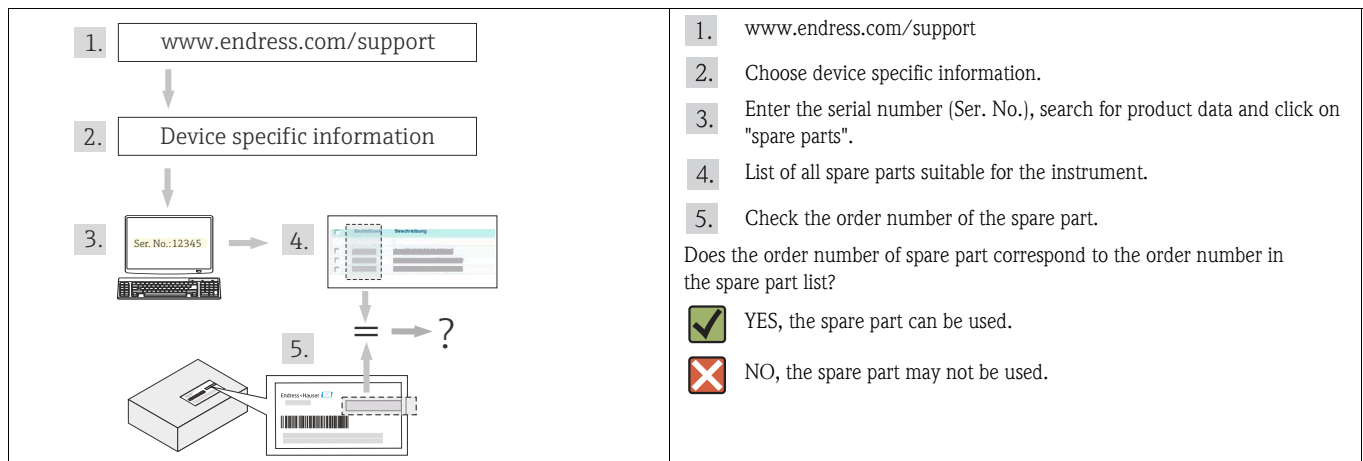 1.
www.endress.com/support
2.
Device specific information
3.
Ser. No.:12345
4.
Beschreibung
= ?
5.
Endress+Hauser
1. www.endress.com/support
2. Choose device specific information.
3. Enter the serial number (Ser. No.), search for product data and click on
"spare parts".
4. List of all spare parts suitable for the instrument.
5. Check the order number of the spare part.
Does the order number of spare part correspond to the order number in
the spare part list?
YES, the spare part can be used.
NO, the spare part may not be used.